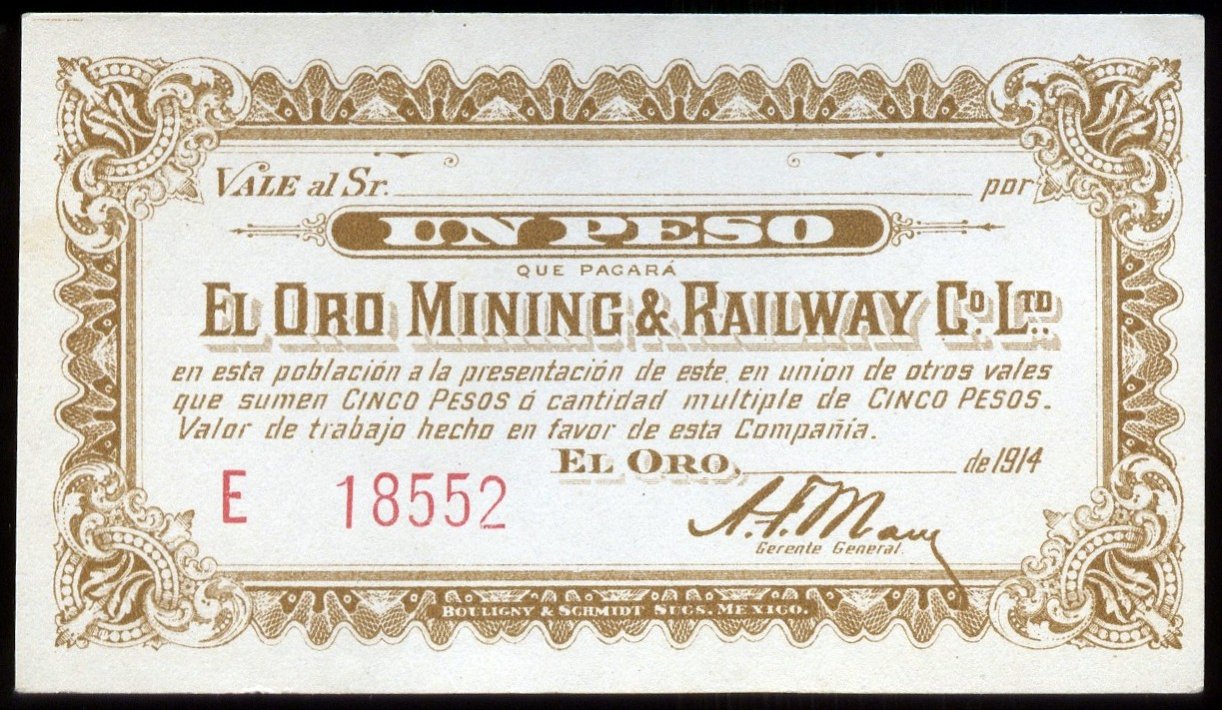 VALE al Sr. por
UN PESO
QUE PAGARÁ
EL ORO MINING & RAILWAY CO. LTD.
en esta población a la presentación de este en union de otros vales
que sumen CINCO PESOS ó cantidad multiple de CINCO PESOS.
Valor de trabajo hecho en favor de esta Compañia.
EL ORO, de 1914
E 18552
Gerente General.
BOULIGNY & SCHMIDT SUCS. MEXICO.